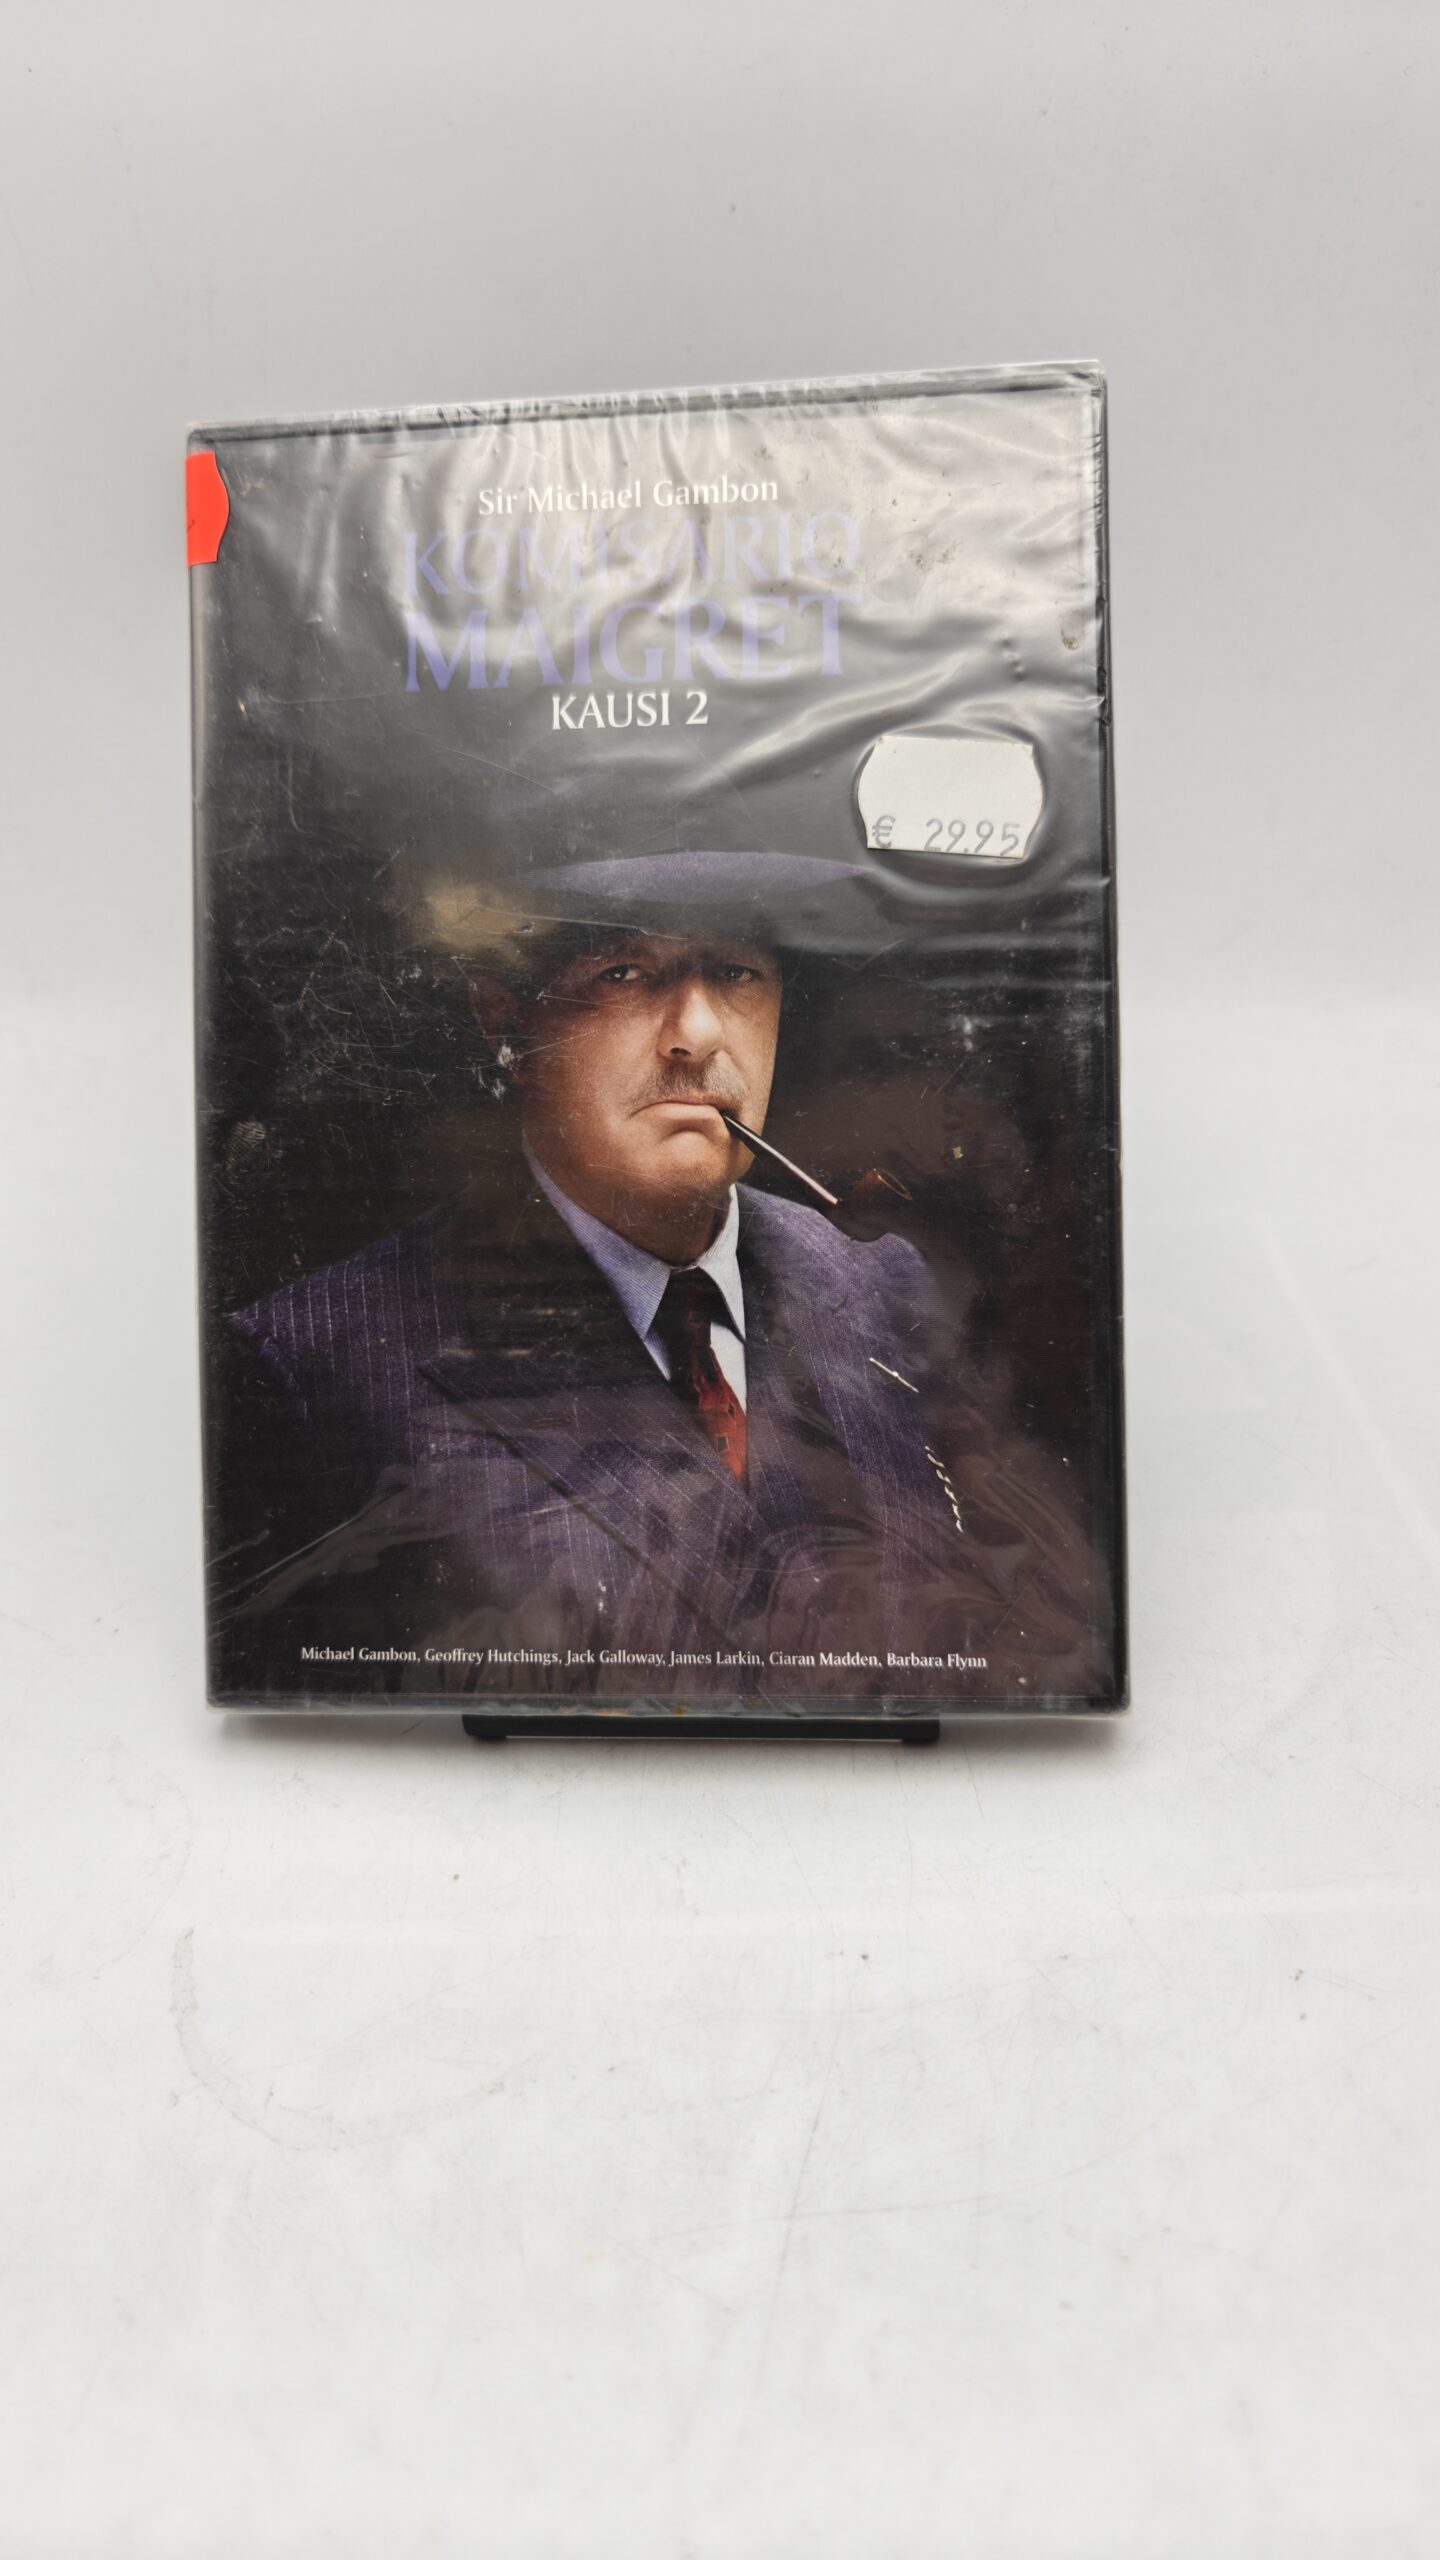 Sir Michael Gambon
KOMISARIO
MAIGRET
KAUSI 2
€ 29.95
Michael Gambon, Geoffrey Hutchings, Jack Galloway, James Larkin, Ciaran Madden, Barbara Flynn